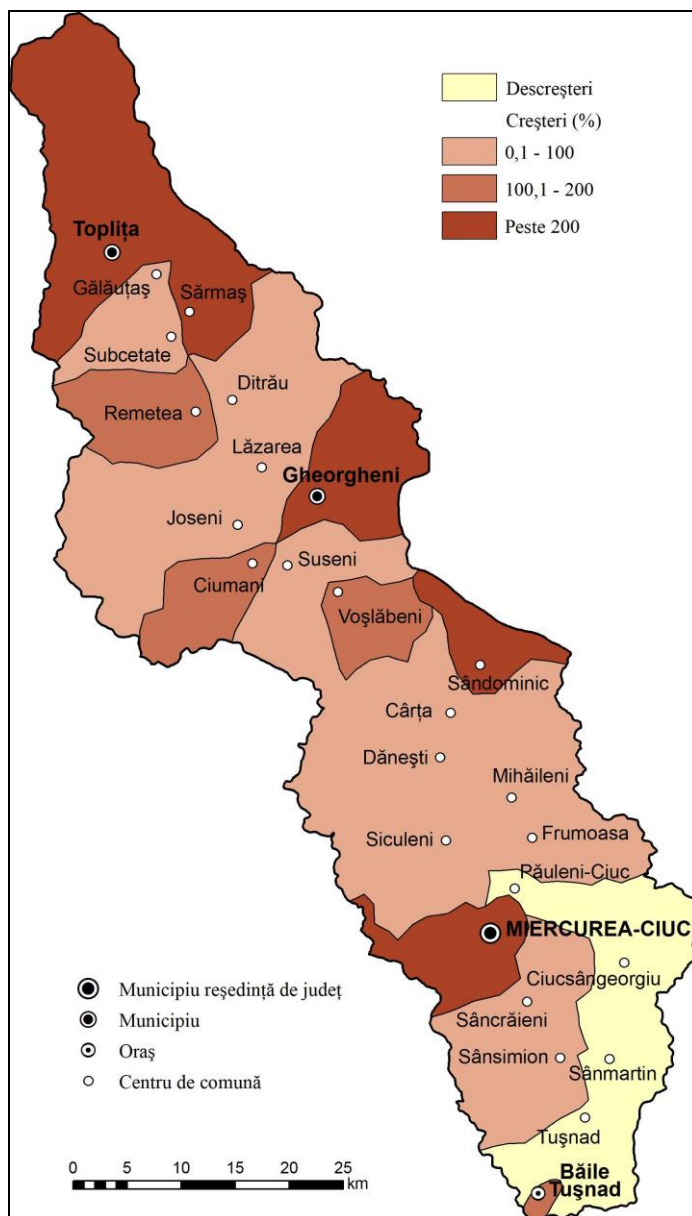 Descreşteri
Creşteri (%)
0,1 - 100
100,1 - 200
Peste 200
Topliţa
Gălăuţaş
Sărmaş
Subcetate
Ditrău
Remetea
Lăzarea
Gheorgheni
Joseni
Suseni
Ciumani
Voşlăbeni
Sândominic
Cârţa
Dăneşti
Mihăileni
Siculeni
Frumoasa
Păuleni-Ciuc
MIERCUREA-CIUC
Ciucsângeorgiu
Sâncrăieni
Sânsimion
Sânmartin
Tuşnad
Băile
Tuşnad
Municipiu reşedinţă de judeţ
Municipiu
Oraş
Centru de comună
0 5 10 15 20 25
km